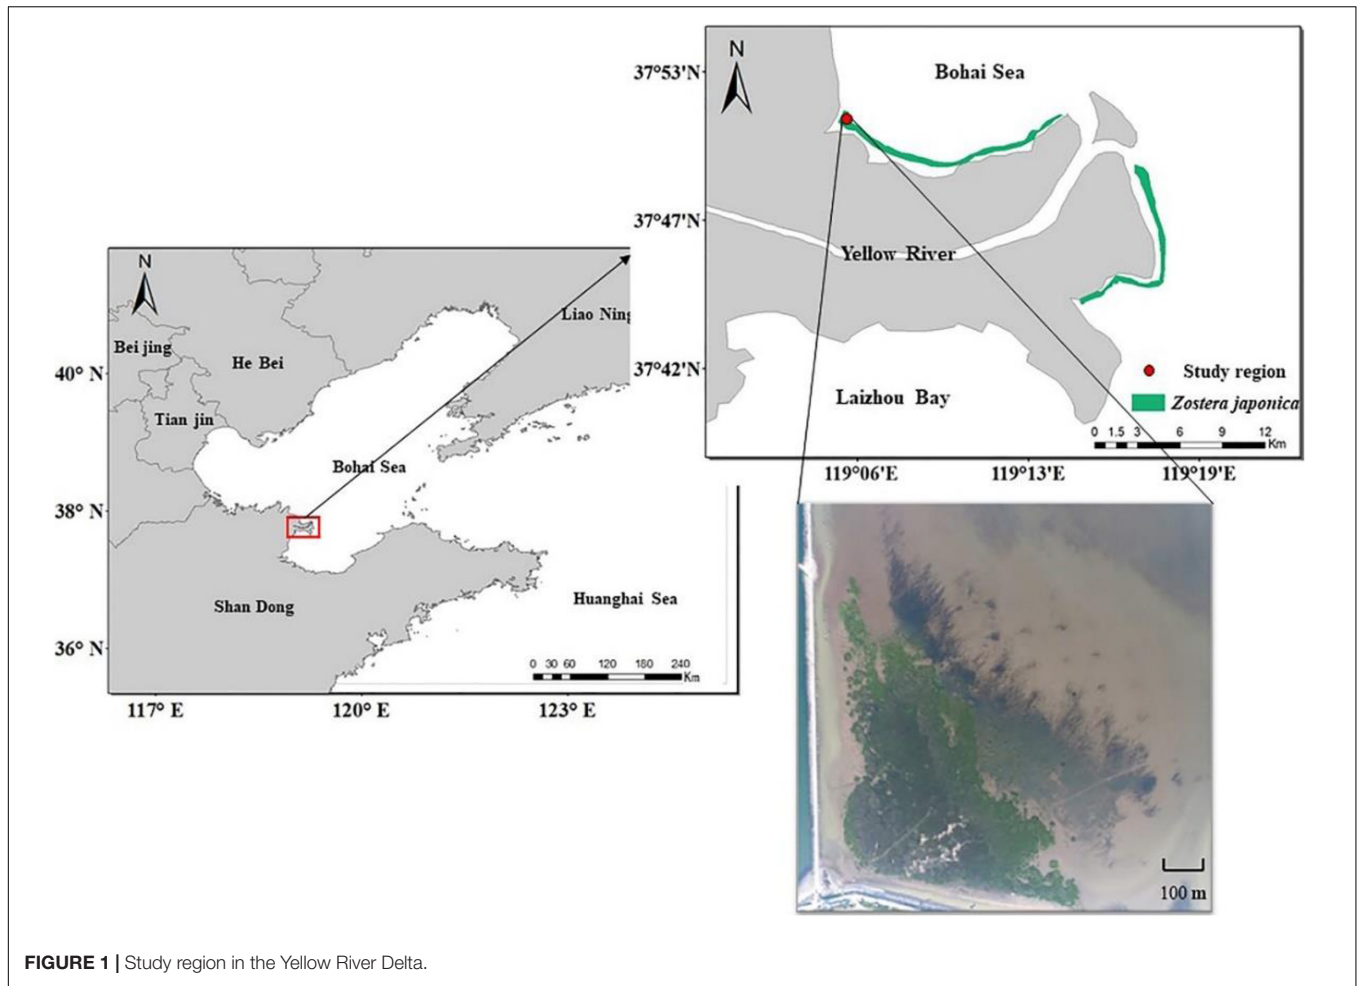 N
Bohai Sea
37°53'N
37°47'N
Yellow River
37°42'N
Laizhou Bay
Study region
Zostera japonica
0 1.5 3 6 9 12
Km
119°06'E 119°13'E 119°19'E
N
Liao Ning
Bei jing
He Bei
40° N
Tian jin
Bohai Sea
38° N
Shan Dong
Huanghai Sea
36° N
0 30 60 120 180 240
Km
117° E 120° E 123° E
100 m
FIGURE 1 | Study region in the Yellow River Delta.